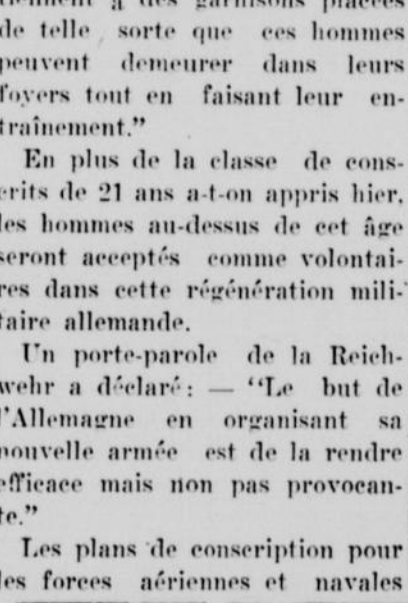 tiennent à des garnisons placées
de telle sorte que ces hommes
peuvent demeurer dans leurs
foyers tout en faisant leur en-
traînement.”
En plus de la classe de cons-
crits de 21 ans a-t-on appris hier,
les hommes au-dessus de cet âge
seront acceptés comme volontai-
res dans cette régénération mili-
taire allemande.
Un porte-parole de la Reich-
wehr a déclaré: — “Le but de
l'Allemagne en organisant sa
nouvelle armée est de la rendre
efficace mais non pas provocan-
te.”
Les plans de conscription pour
les forces aériennes et navales